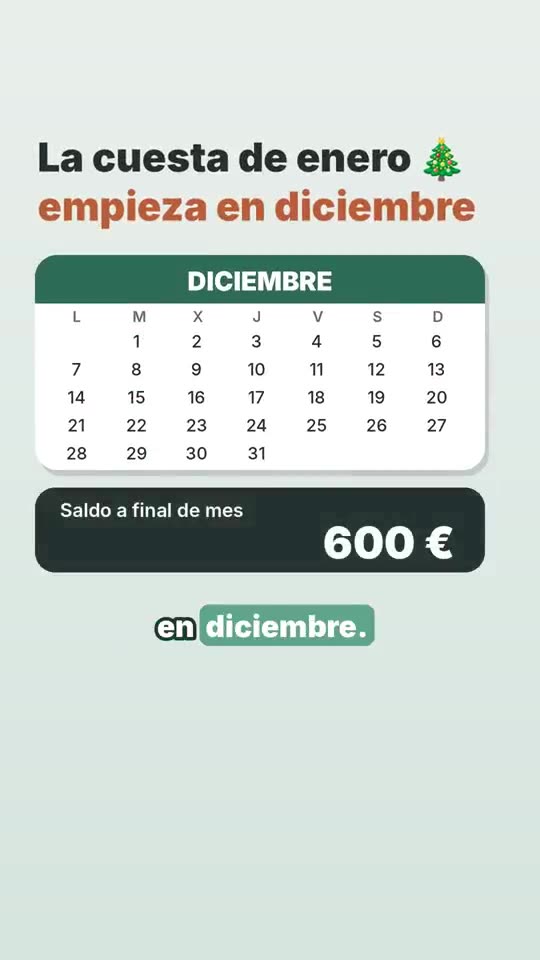 La cuesta de enero 🎄
empieza en diciembre
DICIEMBRE
L M X J V S D
1 2 3 4 5 6
7 8 9 10 11 12 13
14 15 16 17 18 19 20
21 22 23 24 25 26 27
28 29 30 31
Saldo a final de mes
600 €
en diciembre.